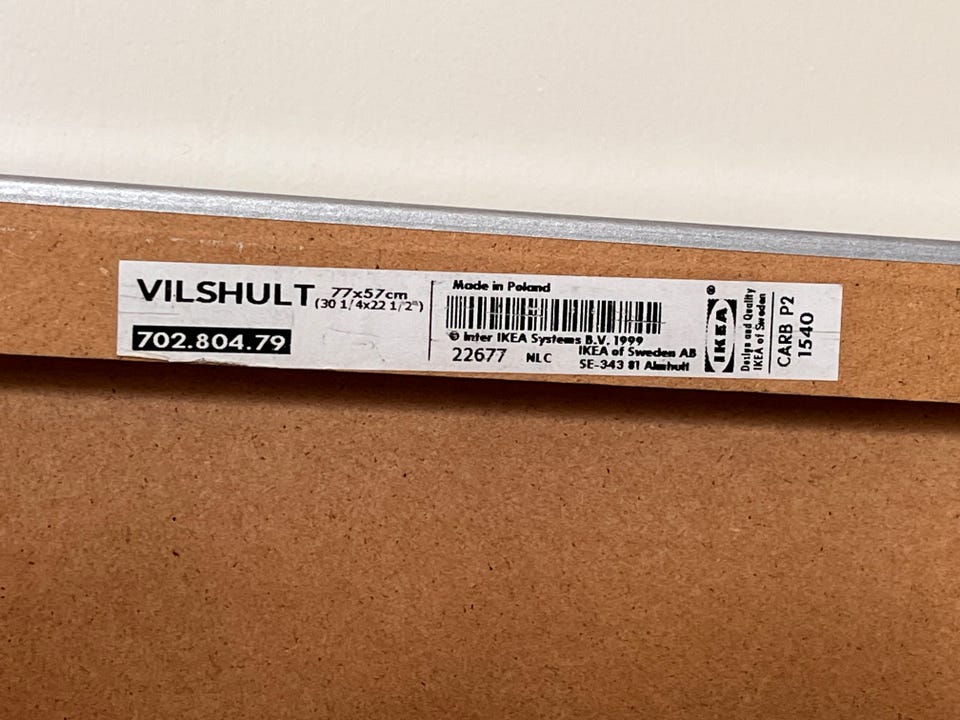 VILSHULT 77x57cm
(30 1/4x22 1/2")
702.804.79
Made in Poland
© Inter IKEA Systems B.V. 1999
22677 NLC IKEA of Sweden AB
SE-343 81 Älmhult
IKEA ®
Design and Quality
IKEA of Sweden
CARB P2
1540